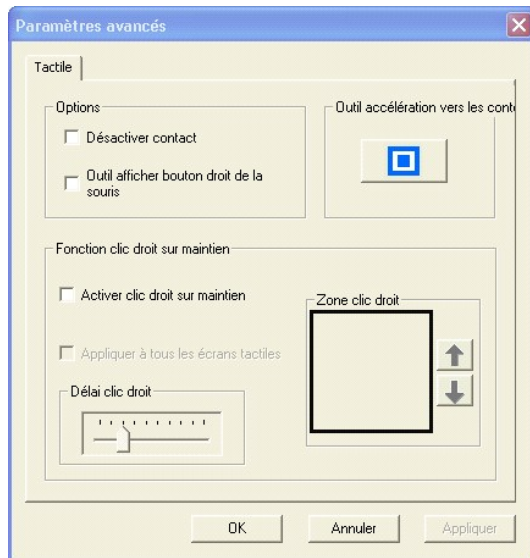 Paramètres avancés
Tactile
Options
Désactiver contact
Outil afficher bouton droit de la
souris
Outil accélération vers les
Fonction clic droit sur maintien
Activer clic droit sur maintien
Appliquer à tous les écrans tactiles
Délai clic droit
Zone clic droit
OK
Annuler
Appliquer